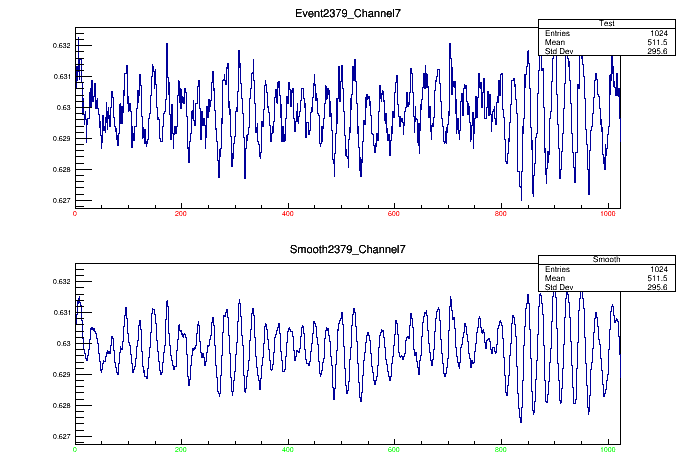 Event2379_Channel7
Test
Entries 1024
Mean 511.5
Std Dev 295.6
0.632
0.631
0.63
0.629
0.628
0.627
0 200 400 600 800 1000
Smooth2379_Channel7
Smooth
Entries 1024
Mean 511.5
Std Dev 295.6
0.632
0.631
0.63
0.629
0.628
0.627
0 200 400 600 800 1000